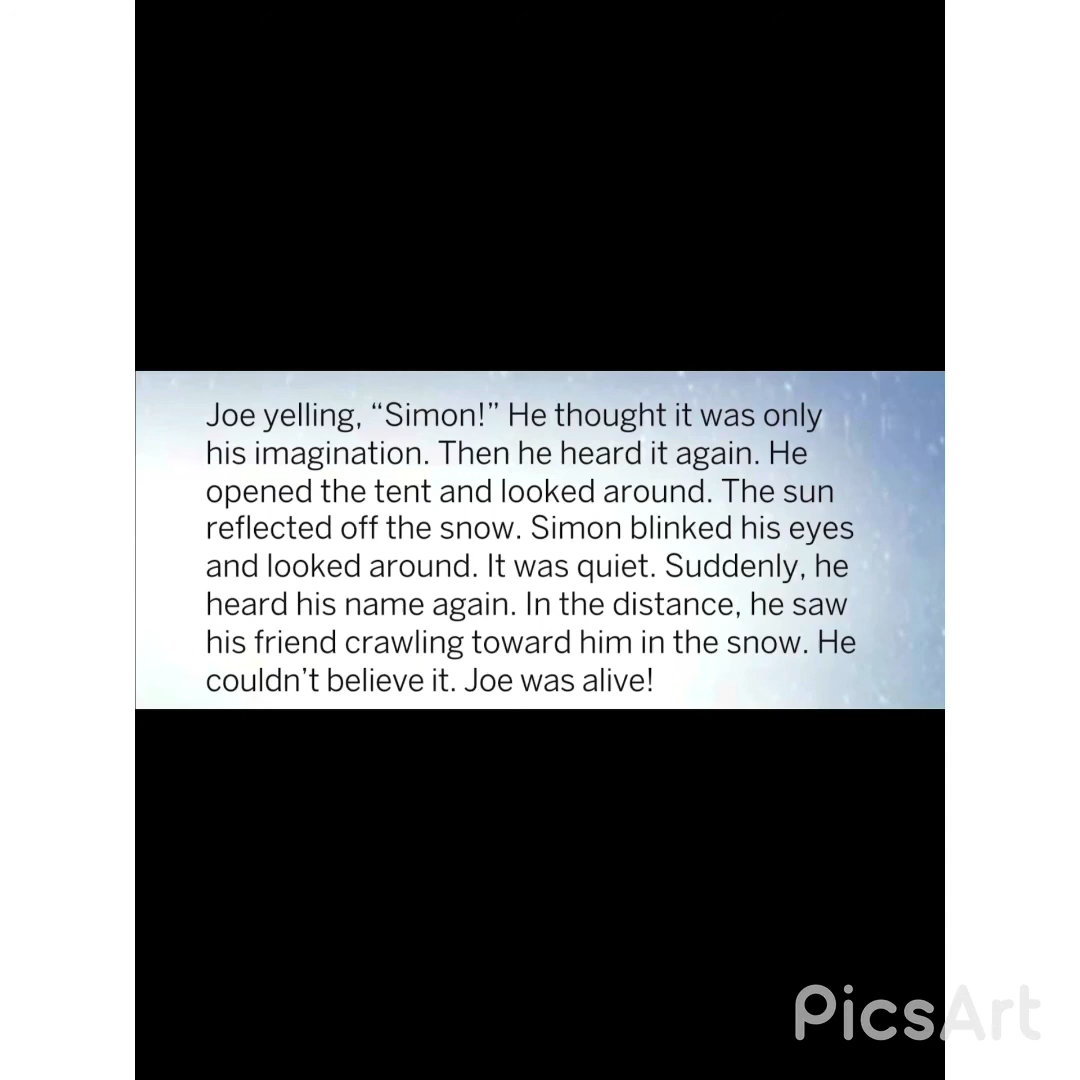 Joe yelling, “Simon!” He thought it was only
his imagination. Then he heard it again. He
opened the tent and looked around. The sun
reflected off the snow. Simon blinked his eyes
and looked around. It was quiet. Suddenly, he
heard his name again. In the distance, he saw
his friend crawling toward him in the snow. He
couldn’t believe it. Joe was alive!
PicsArt